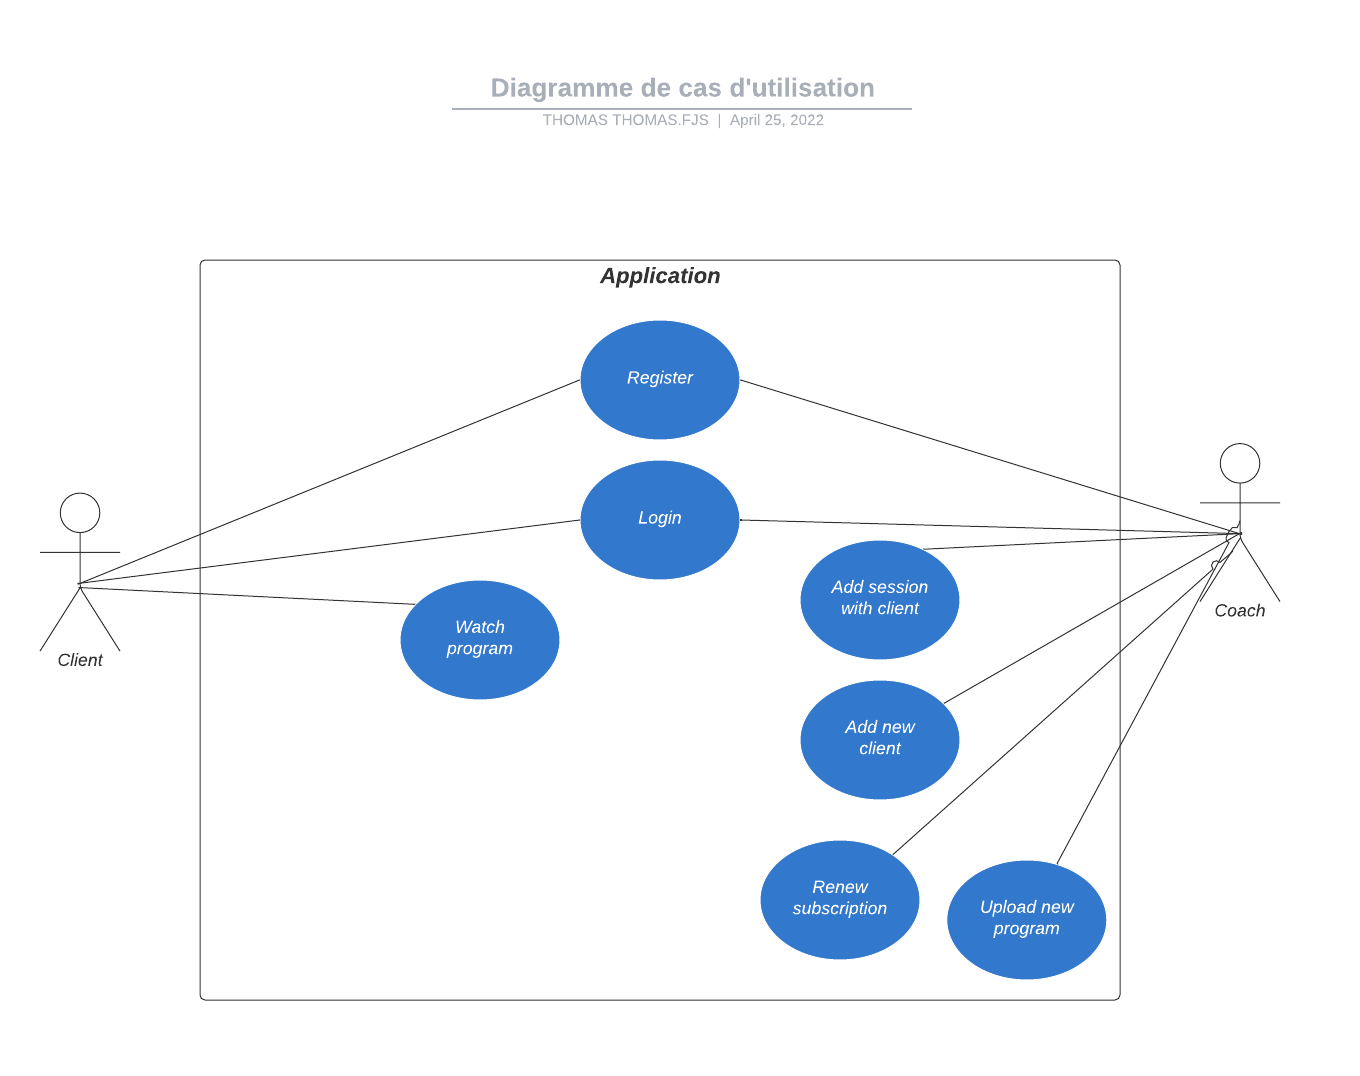 Diagramme de cas d'utilisation
THOMAS THOMAS.FJS | April 25, 2022
Application
Register
Login
Add session
with client
Watch
program
Client
Coach
Add new
client
Renew
subscription
Upload new
program